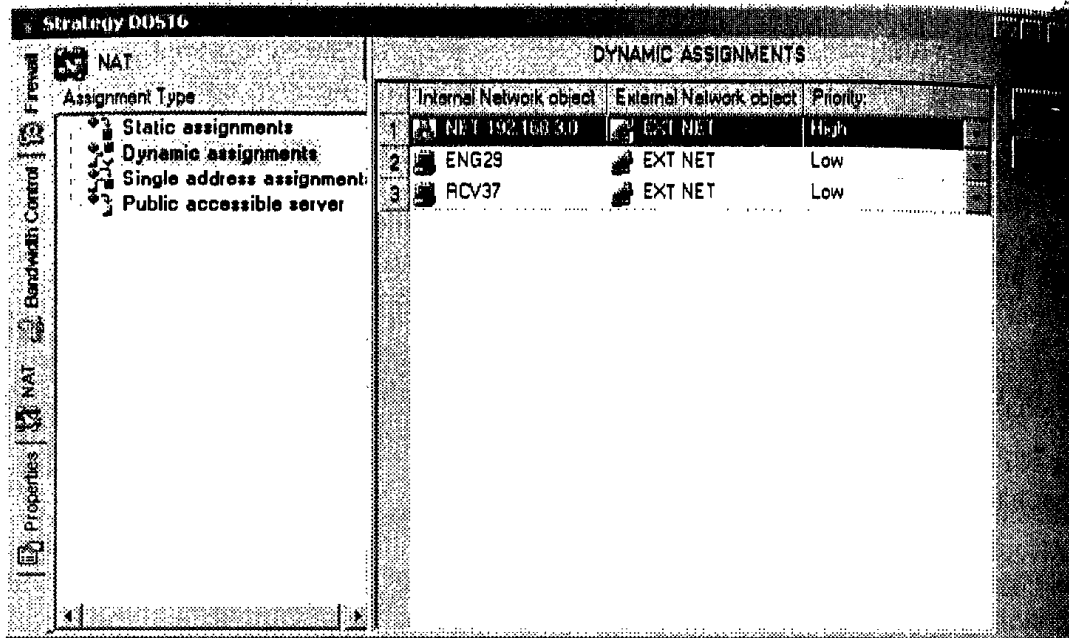 Strategy DDS16
NAT
DYNAMIC ASSIGNMENTS
Assignment Type
Internal Network object External Network object Priority:
Static assignments
Dynamic assignments
Single address assignment:
Public accessible server
1 NET 192.168.3.0 EXT NET High
2 ENG29 EXT NET Low
3 RCV37 EXT NET Low
Firewall
Bandwidth Control
NAT
Properties